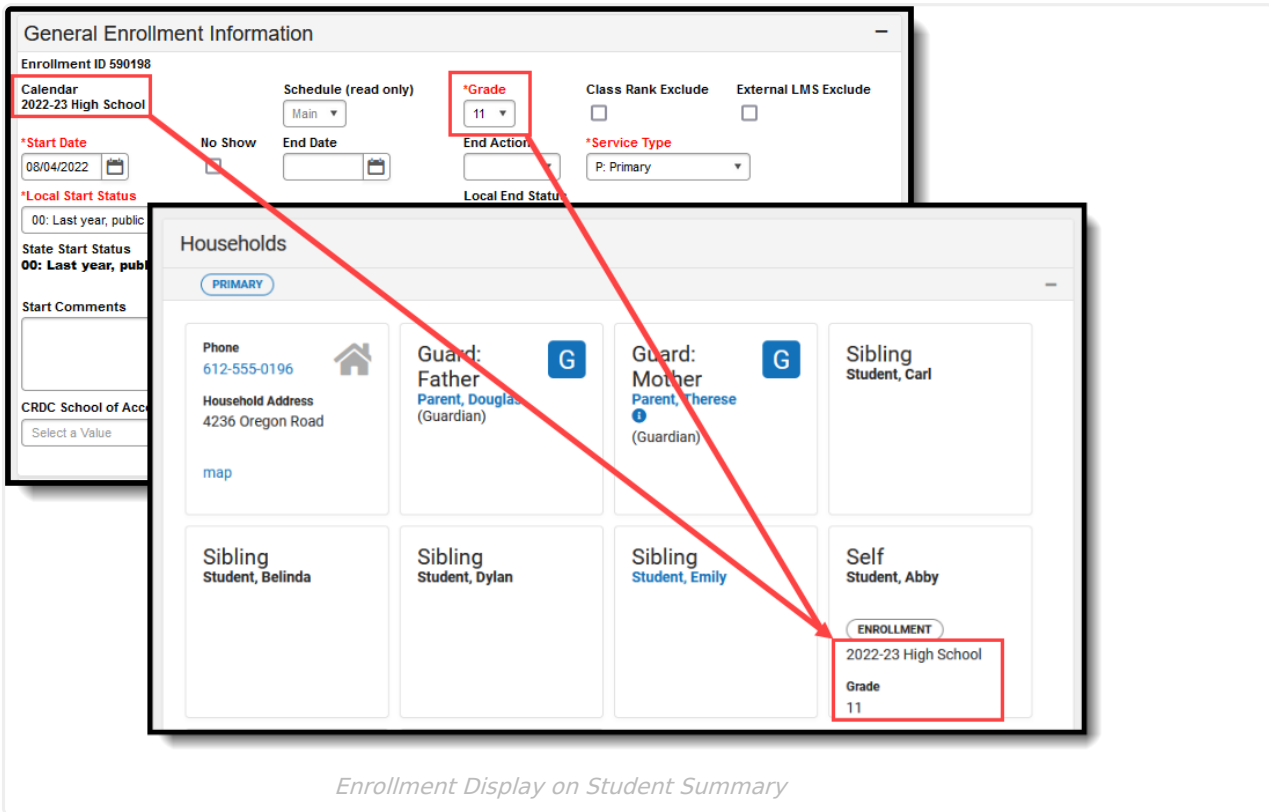 General Enrollment Information
Enrollment ID 590198
Calendar
2022-23 High School
Schedule (read only)
Main
*Grade
11
Class Rank Exclude
External LMS Exclude
*Start Date
08/04/2022
No Show
End Date
End Action
*Service Type
P: Primary
*Local Start Status
00: Last year, public
Local End Status
State Start Status
00: Last year, publ
Start Comments
CRDC School of Acc
Select a Value
Households
PRIMARY
Phone
612-555-0196
Household Address
4236 Oregon Road
map
Guard:
Father
G
Parent, Douglas
(Guardian)
Guard:
Mother
G
Parent, Therese
(Guardian)
Sibling
Student, Carl
Sibling
Student, Belinda
Sibling
Student, Dylan
Sibling
Student, Emily
Self
Student, Abby
ENROLLMENT
2022-23 High School
Grade
11
Enrollment Display on Student Summary